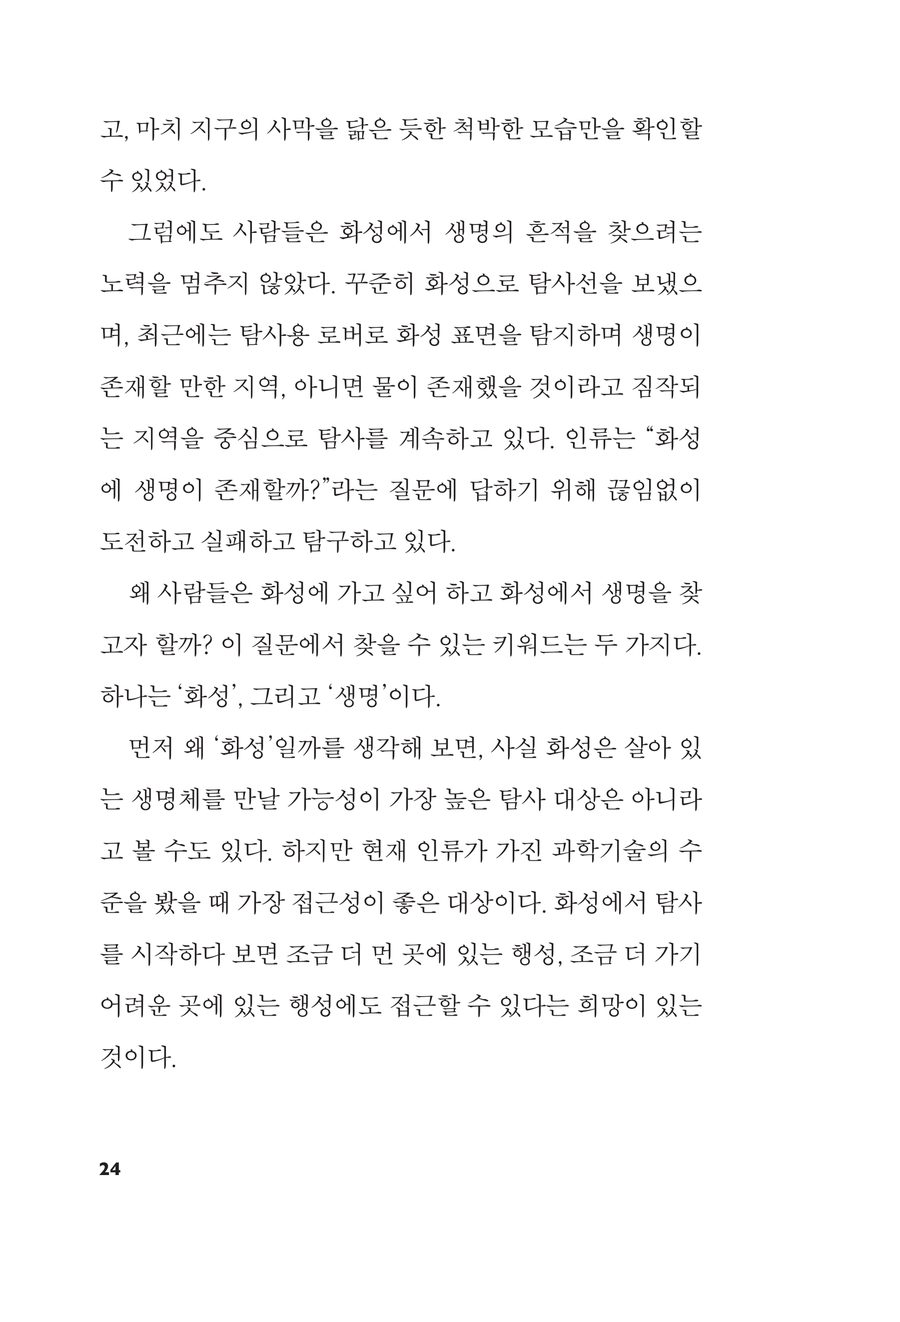 고, 마치 지구의 사막을 닮은 듯한 척박한 모습만을 확인할
수 있었다.
그럼에도 사람들은 화성에서 생명의 흔적을 찾으려는
노력을 멈추지 않았다. 꾸준히 화성으로 탐사선을 보냈으
며, 최근에는 탐사용 로버로 화성 표면을 탐지하며 생명이
존재할 만한 지역, 아니면 물이 존재했을 것이라고 짐작되
는 지역을 중심으로 탐사를 계속하고 있다. 인류는 “화성
에 생명이 존재할까?”라는 질문에 답하기 위해 끊임없이
도전하고 실패하고 탐구하고 있다.
왜 사람들은 화성에 가고 싶어 하고 화성에서 생명을 찾
고자 할까? 이 질문에서 찾을 수 있는 키워드는 두 가지다.
하나는 ‘화성’, 그리고 ‘생명’이다.
먼저 왜 ‘화성’일까를 생각해 보면, 사실 화성은 살아 있
는 생명체를 만날 가능성이 가장 높은 탐사 대상은 아니라
고 볼 수도 있다. 하지만 현재 인류가 가진 과학기술의 수
준을 봤을 때 가장 접근성이 좋은 대상이다. 화성에서 탐사
를 시작하다 보면 조금 더 먼 곳에 있는 행성, 조금 더 가기
어려운 곳에 있는 행성에도 접근할 수 있다는 희망이 있는
것이다.
24